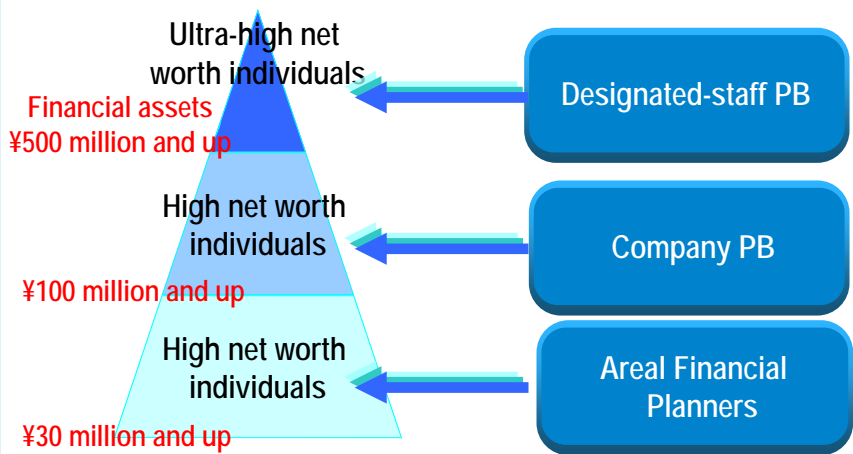 Ultra-high net
worth individuals
Financial assets
¥500 million and up
Designated-staff PB
High net worth
individuals
¥100 million and up
Company PB
High net worth
individuals
¥30 million and up
Areal Financial
Planners